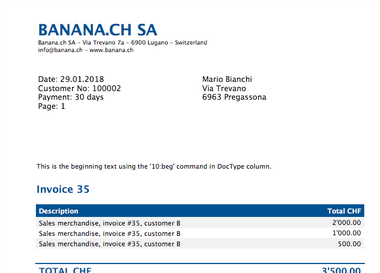 BANANA.CH SA
Banana.ch SA - Via Trevano 7a - 6900 Lugano - Switzerland
info@banana.ch - www.banana.ch
Date: 29.01.2018
Customer No: 100002
Payment: 30 days
Page: 1
Mario Bianchi
Via Trevano
6963 Pregassona
This is the beginning text using the '10:beg' command in DocType column.
Invoice 35
Description Total CHF
Sales merchandise, invoice #35, customer B 2'000.00
Sales merchandise, invoice #35, customer B 1'000.00
Sales merchandise, invoice #35, customer B 500.00
TOTAL CHF 3'500.00